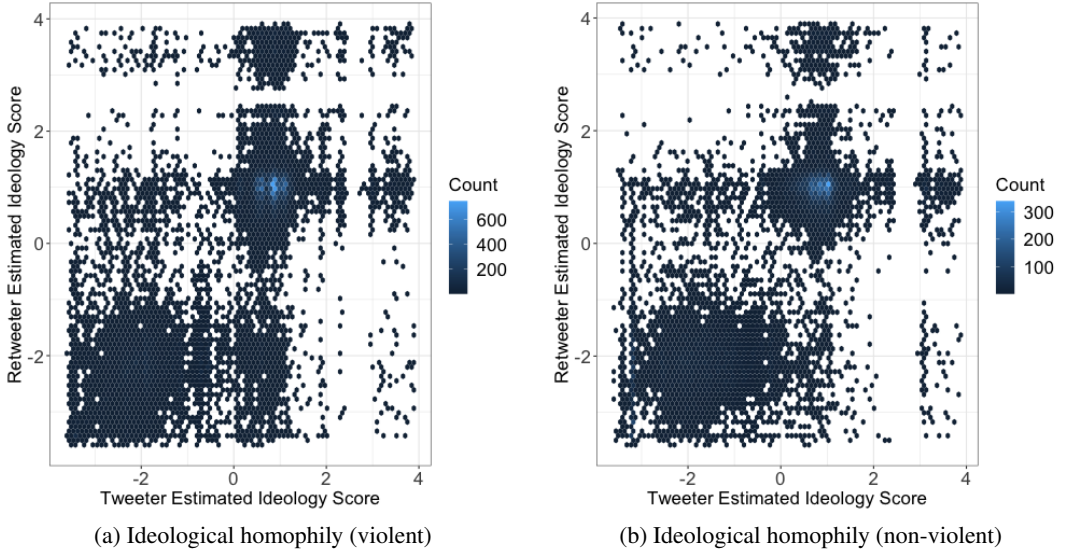 4
2
0
-2
Retweeter Estimated Ideology Score
-2
0
2
4
Tweeter Estimated Ideology Score
Count
600
400
200
(a) Ideological homophily (violent)
4
2
0
-2
Retweeter Estimated Ideology Score
-2
0
2
4
Tweeter Estimated Ideology Score
Count
300
200
100
(b) Ideological homophily (non-violent)